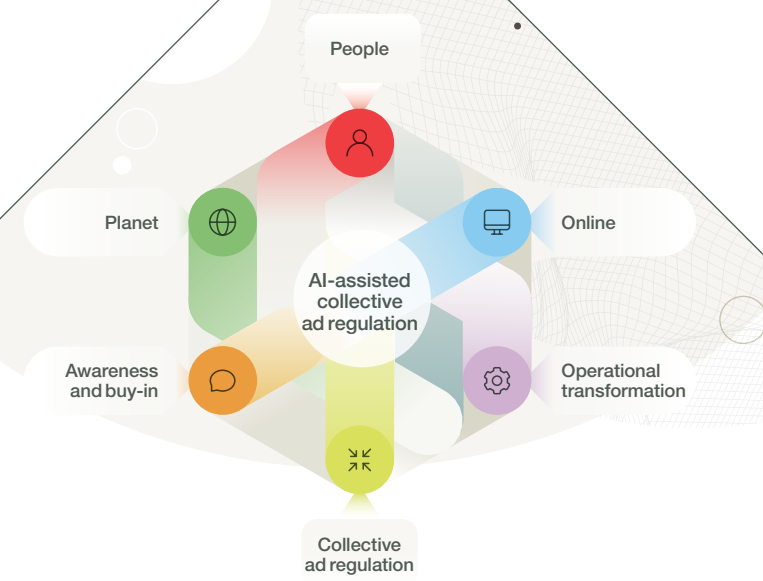 People
Planet
Online
AI-assisted
collective
ad regulation
Awareness
and buy-in
Operational
transformation
Collective
ad regulation